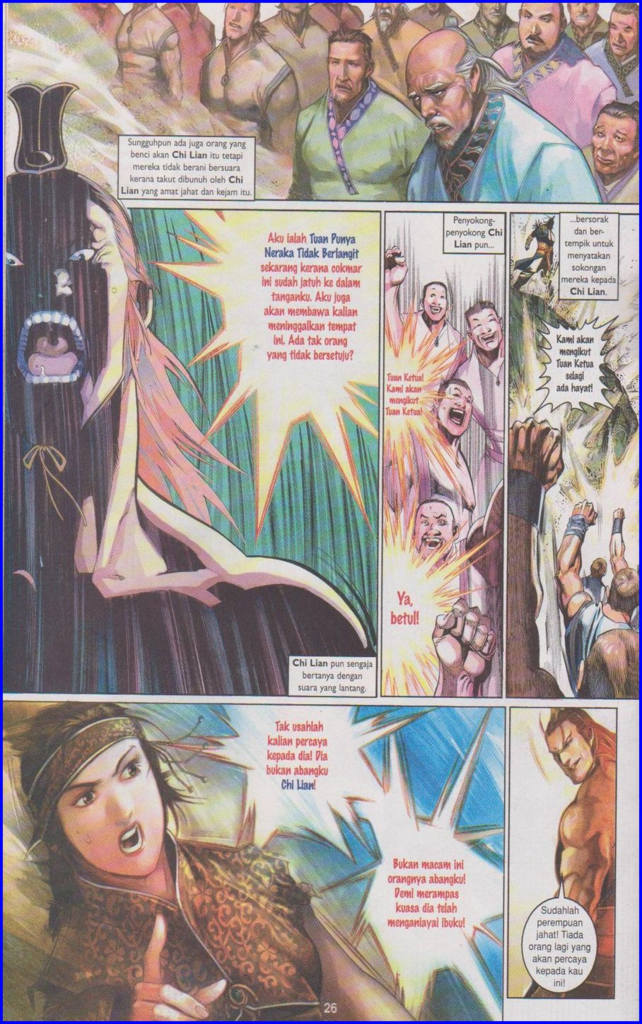 Sungguhpun ada juga orang yang
benci akan Chi Lian itu tetapi
mereka tidak berani bersuara
kerana takut dibunuh oleh Chi
Lian yang amat jahat dan kejam itu.
Aku ialah Tuan Punya
Neraka Tidak Berlangit
sekarang kerana cokmar
ini sudah jatuh ke dalam
tanganku. Aku juga
akan membawa kalian
meninggalkan tempat
ini. Ada tak orang
yang tidak bersetuju?
Chi Lian pun sengaja
bertanya dengan
suara yang lantang.
Penyokong-
penyokong Chi
Lian pun...
Tuan Ketua!
Kami akan
mengikut
Tuan Ketua!
Ya,
betul!
...bersorak
dan ber-
tempik untuk
menyatakan
sokongan
mereka kepada
Chi Lian.
Kami akan
mengikut
Tuan Ketua
selagi
ada hayat!
Tak usahlah
kalian percaya
kepada dia! Dia
bukan abangku
Chi Lian!
Bukan macam ini
orangnya abangku!
Demi merampas
kuasa dia telah
menganiayai ibuku!
Sudahlah
perempuan
jahat! Tiada
orang lagi yang
akan percaya
kepada kau
ini!
26